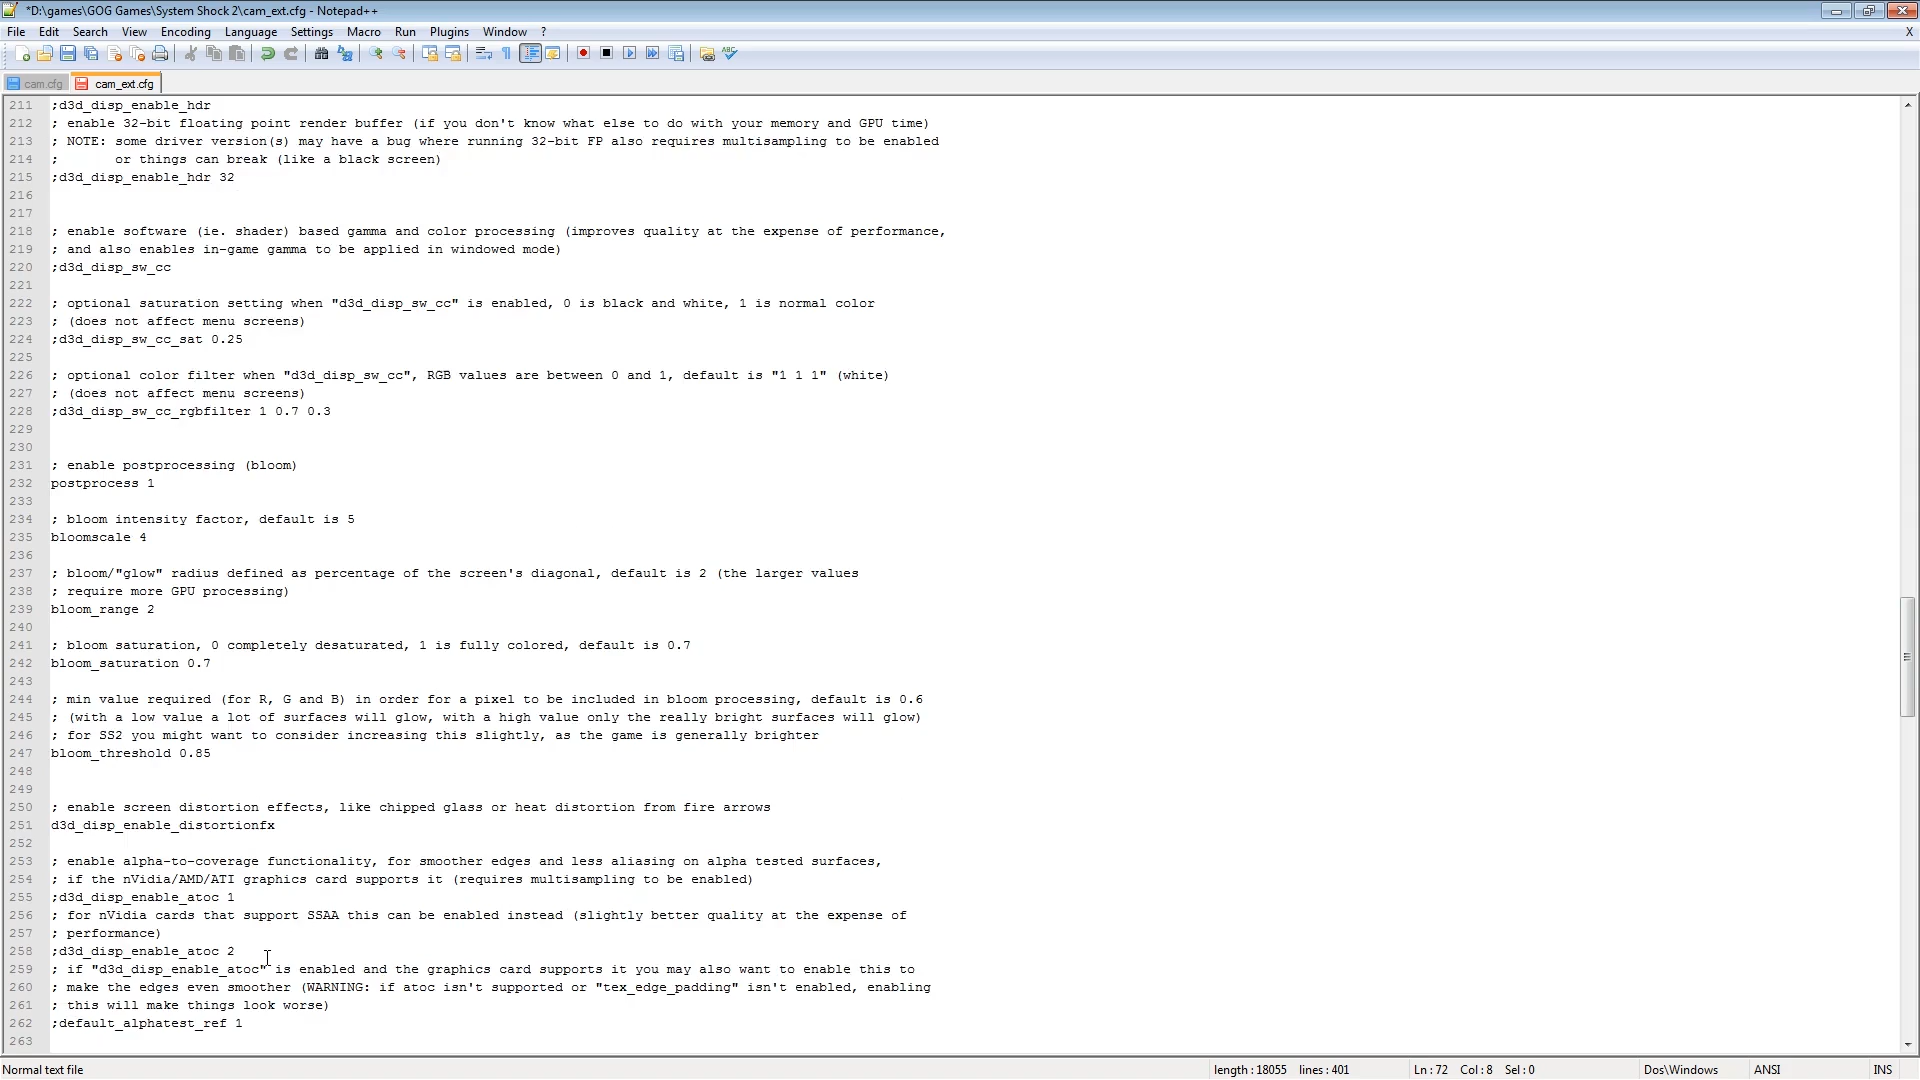 *D:\games\GOG Games\System Shock 2\cam_ext.cfg - Notepad++
File Edit Search View Encoding Language Settings Macro Run Plugins Window ? X
cam.cfg cam_ext.cfg
211 ;d3d_disp_enable_hdr
212 ; enable 32-bit floating point render buffer (if you don't know what else to do with your memory and GPU time)
213 ; NOTE: some driver version(s) may have a bug where running 32-bit FP also requires multisampling to be enabled
214 ; or things can break (like a black screen)
215 ;d3d_disp_enable_hdr 32
216
217
218 ; enable software (ie. shader) based gamma and color processing (improves quality at the expense of performance,
219 ; and also enables in-game gamma to be applied in windowed mode)
220 ;d3d_disp_sw_cc
221
222 ; optional saturation setting when "d3d_disp_sw_cc" is enabled, 0 is black and white, 1 is normal color
223 ; (does not affect menu screens)
224 ;d3d_disp_sw_cc_sat 0.25
225
226 ; optional color filter when "d3d_disp_sw_cc", RGB values are between 0 and 1, default is "1 1 1" (white)
227 ; (does not affect menu screens)
228 ;d3d_disp_sw_cc_rgbfilter 1 0.7 0.3
229
230
231 ; enable postprocessing (bloom)
232 postprocess 1
233
234 ; bloom intensity factor, default is 5
235 bloomscale 4
236
237 ; bloom/"glow" radius defined as percentage of the screen's diagonal, default is 2 (the larger values
238 ; require more GPU processing)
239 bloom_range 2
240
241 ; bloom saturation, 0 completely desaturated, 1 is fully colored, default is 0.7
242 bloom_saturation 0.7
243
244 ; min value required (for R, G and B) in order for a pixel to be included in bloom processing, default is 0.6
245 ; (with a low value a lot of surfaces will glow, with a high value only the really bright surfaces will glow)
246 ; for SS2 you might want to consider increasing this slightly, as the game is generally brighter
247 bloom_threshold 0.85
248
249
250 ; enable screen distortion effects, like chipped glass or heat distortion from fire arrows
251 d3d_disp_enable_distortionfx
252
253 ; enable alpha-to-coverage functionality, for smoother edges and less aliasing on alpha tested surfaces,
254 ; if the nVidia/AMD/ATI graphics card supports it (requires multisampling to be enabled)
255 ;d3d_disp_enable_atoc 1
256 ; for nVidia cards that support SSAA this can be enabled instead (slightly better quality at the expense of
257 ; performance)
258 ;d3d_disp_enable_atoc 2
259 ; if "d3d_disp_enable_atoc" is enabled and the graphics card supports it you may also want to enable this to
260 ; make the edges even smoother (WARNING: if atoc isn't supported or "tex_edge_padding" isn't enabled, enabling
261 ; this will make things look worse)
262 ;default_alphatest_ref 1
263
Normal text file length : 18055 lines : 401 Ln : 72 Col : 8 Sel : 0 Dos\Windows ANSI INS